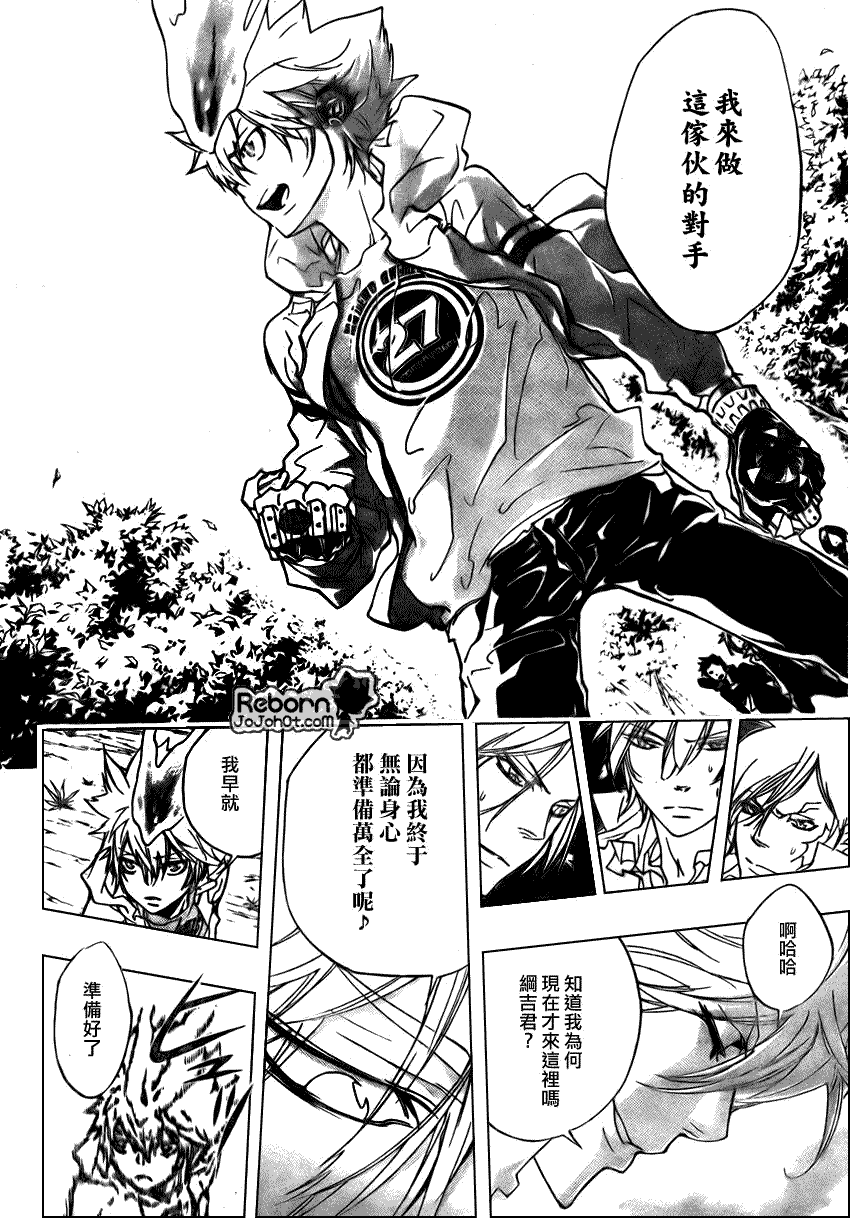 我來做
這傢伙的對手
27
Reborn
JoJoHOt.com
啊哈哈
知道我為何
現在才來這裡嗎
綱吉君?
因為我終于
無論身心
都準備萬全了呢♪
我早就
準備好了